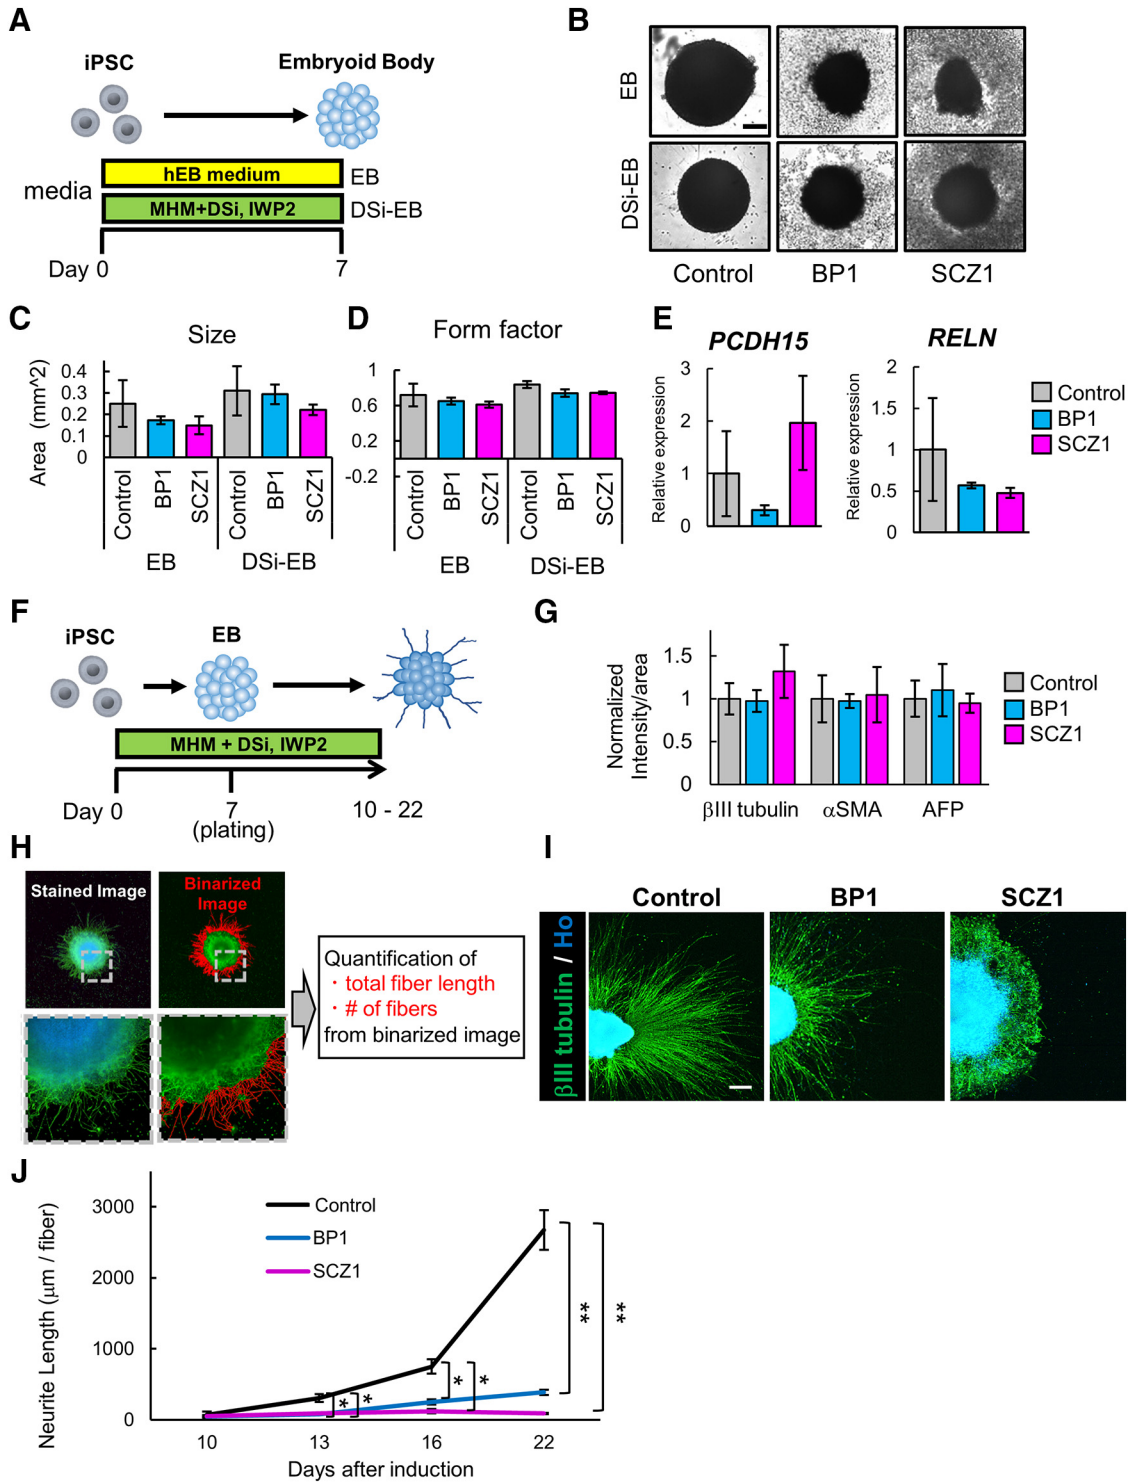 A
iPSC
Embryoid Body
media
hEB medium
EB
MHM+DSi, IWP2
DSi-EB
Day 0
7
B
EB
DSi-EB
Control
BP1
SCZ1
C
Size
Area (mm^2)
0.4
0.3
0.2
0.1
0
Control
BP1
SCZ1
Control
BP1
SCZ1
EB
DSi-EB
D
Form factor
1
0.6
0.2
-0.2
Control
BP1
SCZ1
Control
BP1
SCZ1
EB
DSi-EB
E
PCDH15
Relative expression
3
2
1
0
RELN
Relative expression
2
1.5
1
0.5
0
Control
BP1
SCZ1
F
iPSC
EB
MHM + DSi, IWP2
Day 0
7
(plating)
10 - 22
G
Normalized
Intensity/area
1.5
1
0.5
0
βIII tubulin
αSMA
AFP
Control
BP1
SCZ1
H
Stained Image
Binarized
Image
Quantification of
・total fiber length
・# of fibers
from binarized image
I
Control
BP1
SCZ1
βIII tubulin / Ho
J
Neurite Length (μm / fiber)
3000
2000
1000
0
Control
BP1
SCZ1
*
*
*
*
**
**
10
13
16
22
Days after induction